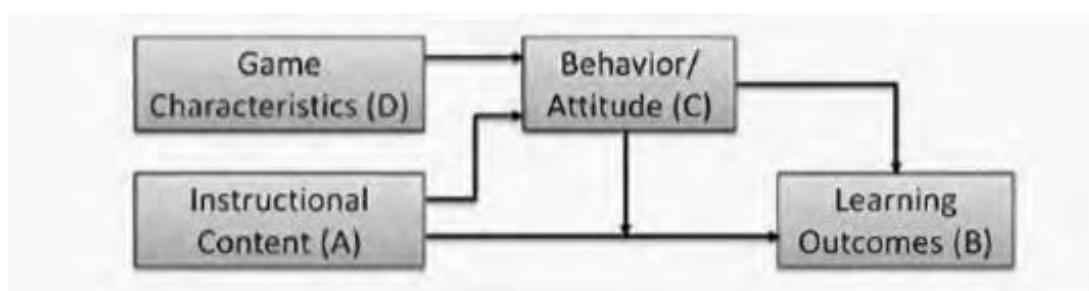 Game
Characteristics (D)
Behavior/
Attitude (C)
Instructional
Content (A)
Learning
Outcomes (B)